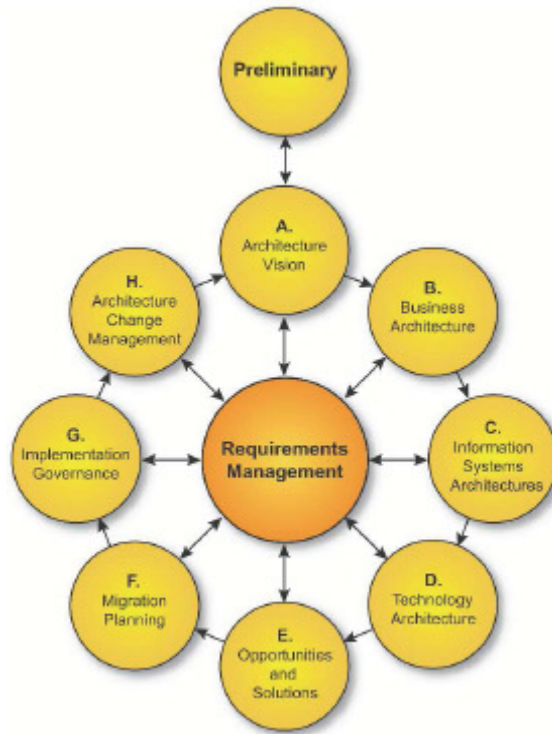 Preliminary
A.
Architecture
Vision
B.
Business
Architecture
C.
Information
Systems
Architectures
D.
Technology
Architecture
E.
Opportunities
and
Solutions
F.
Migration
Planning
G.
Implementation
Governance
H.
Architecture
Change
Management
Requirements
Management